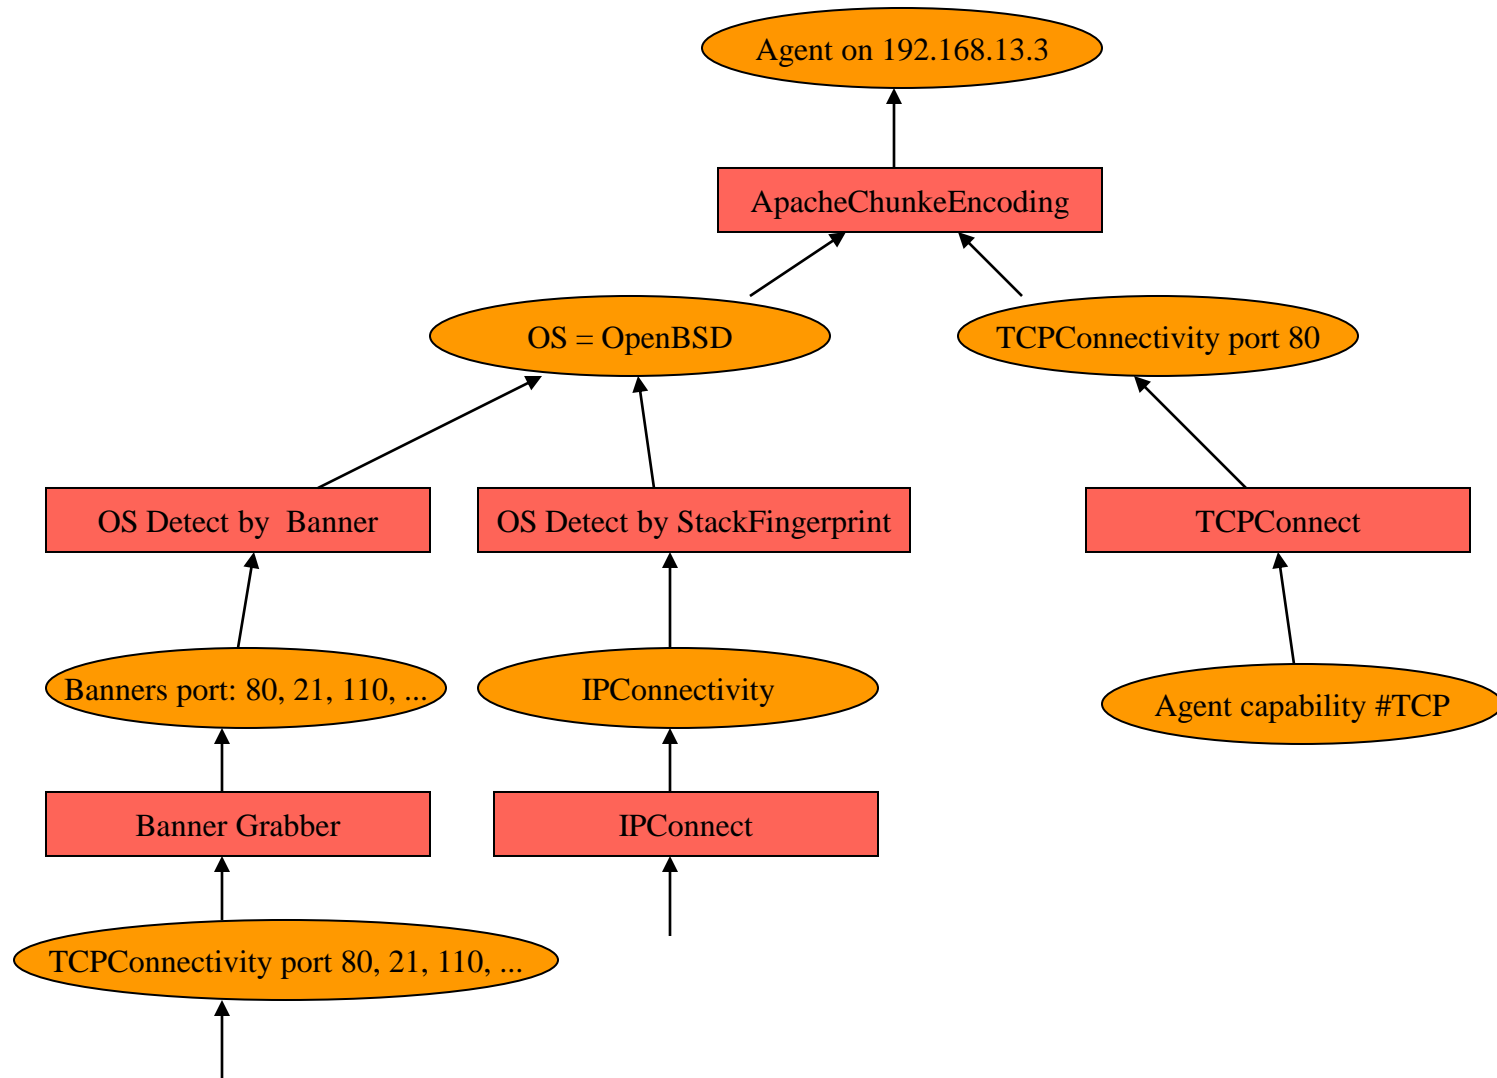 Agent on 192.168.13.3
ApacheChunkeEncoding
OS = OpenBSD
TCPConnectivity port 80
OS Detect by  Banner
OS Detect by StackFingerprint
TCPConnect
Banners port: 80, 21, 110, ...
IPConnectivity
Agent capability #TCP
Banner Grabber
IPConnect
TCPConnectivity port 80, 21, 110, ...